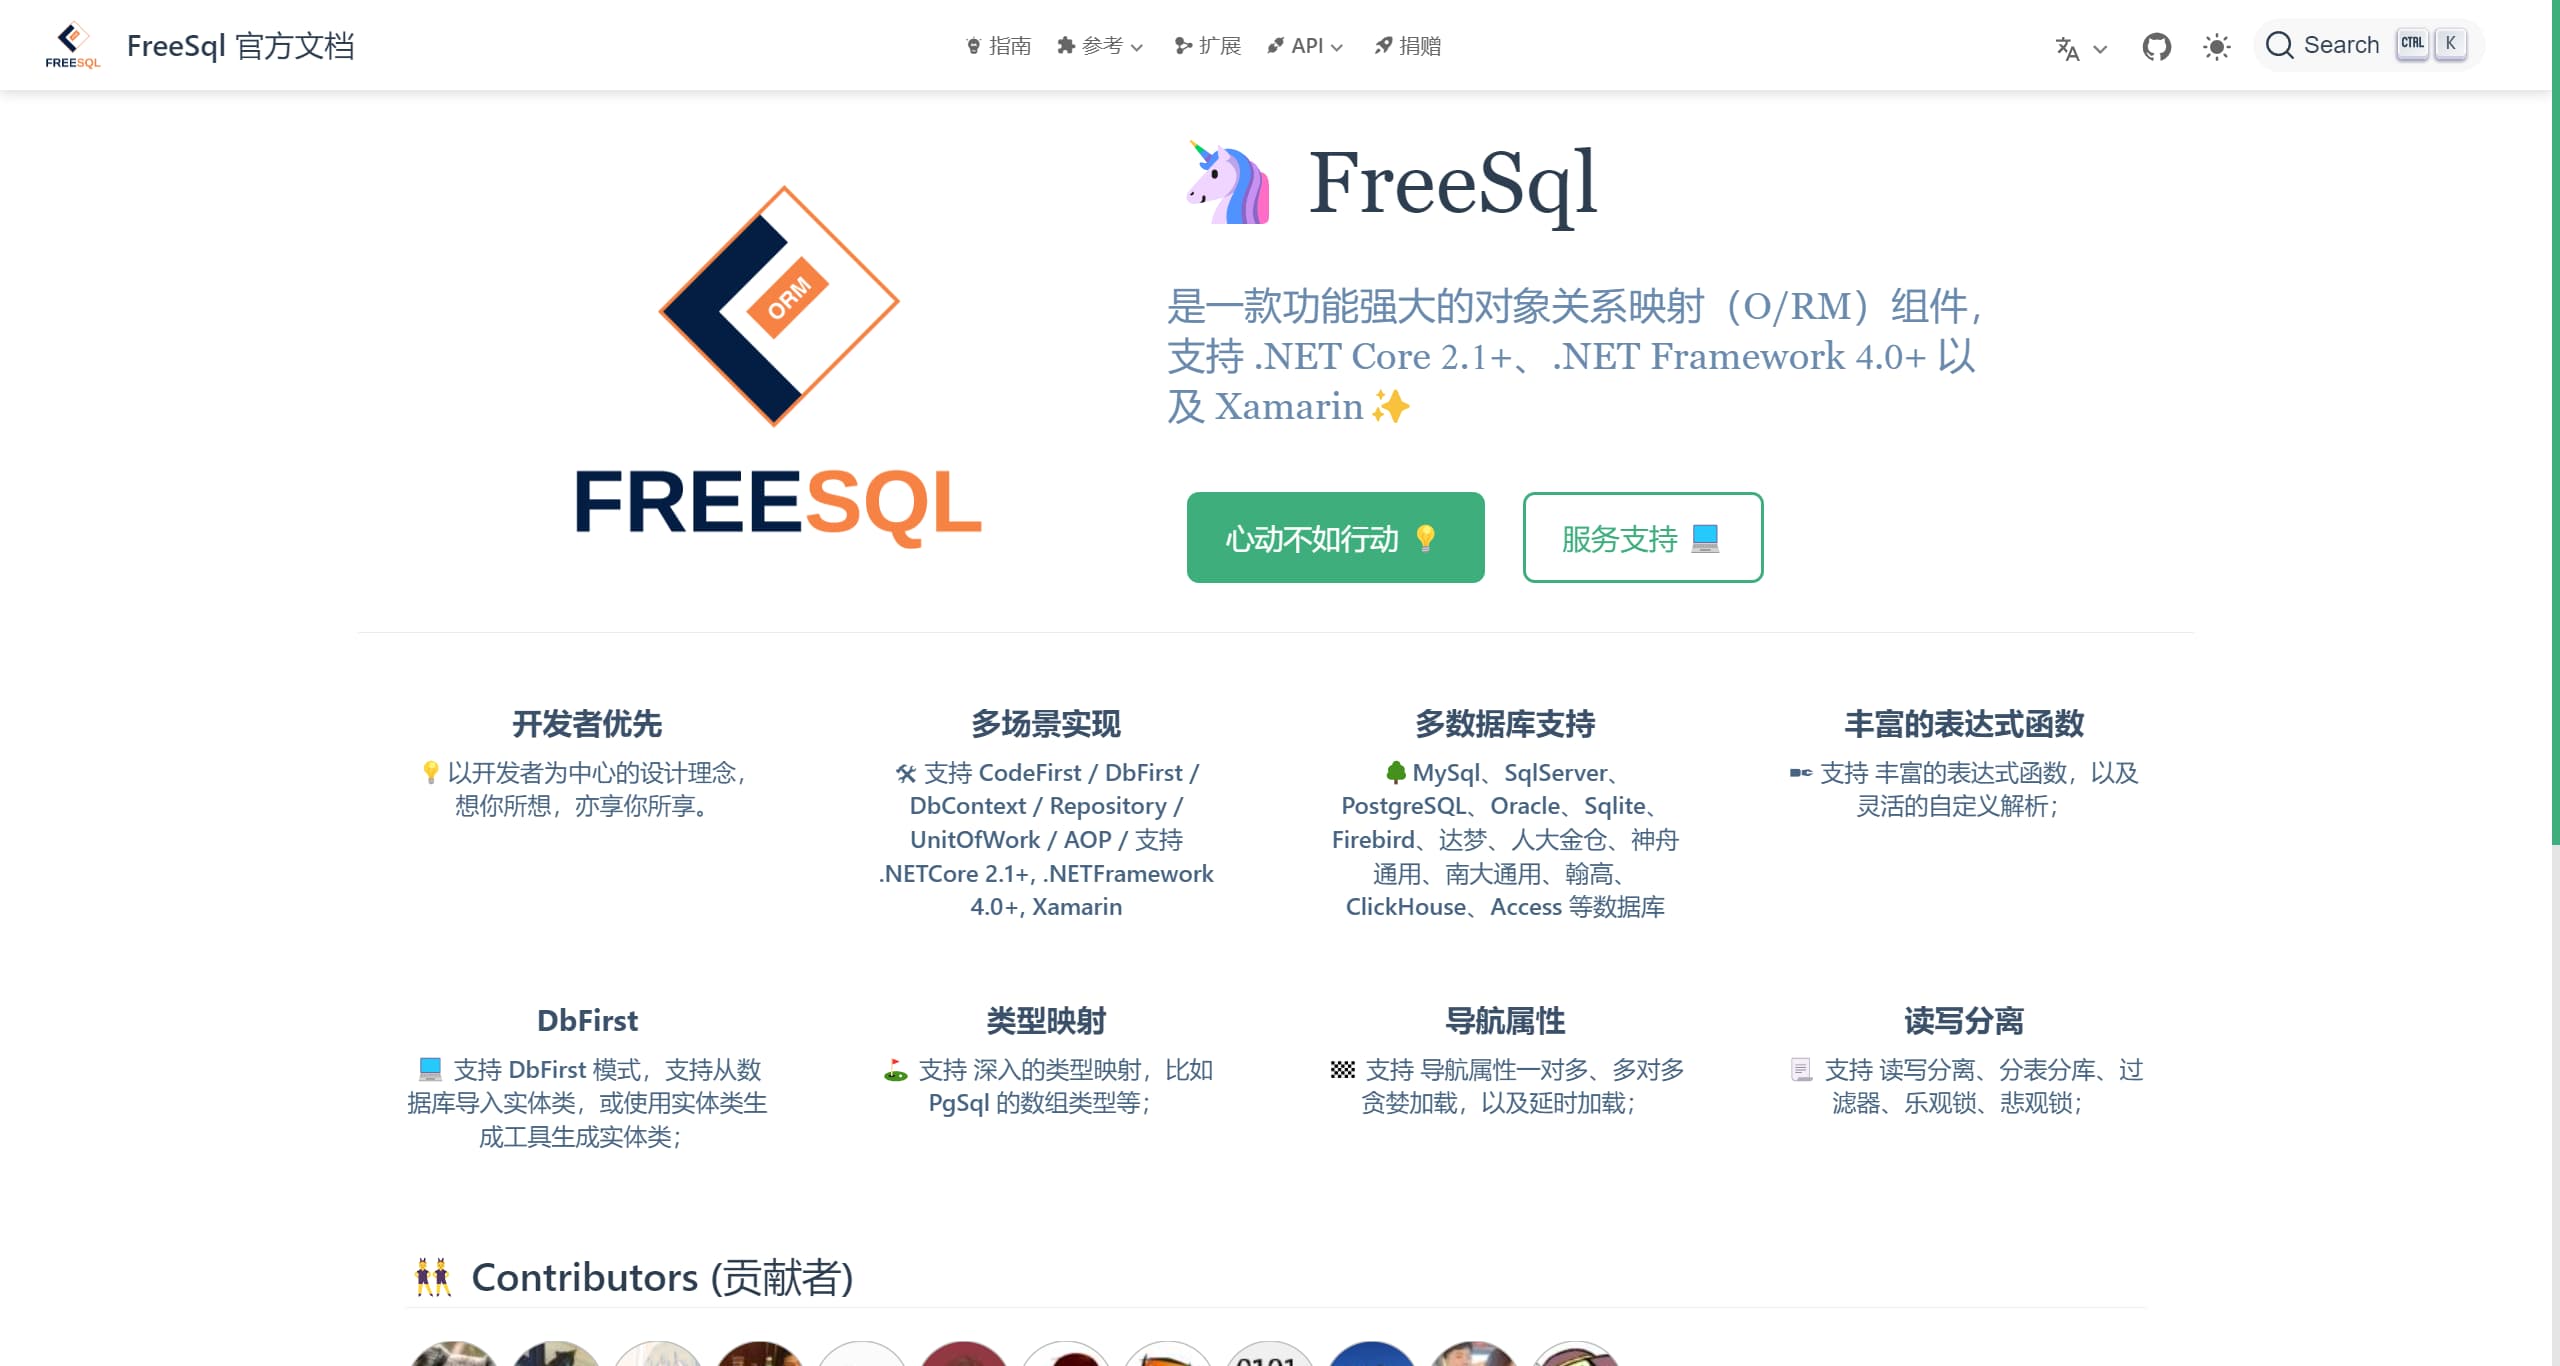 FREESQL
FreeSql 官方文档
指南
参考
扩展
API
捐赠
Search
CTRL
K
FreeSql
ORM
FREESQL
是一款功能强大的对象关系映射（O/RM）组件，
支持 .NET Core 2.1+、.NET Framework 4.0+ 以
及 Xamarin✨
心动不如行动 💡
服务支持 💻
开发者优先
💡以开发者为中心的设计理念，
想你所想，亦享你所享。
多场景实现
🛠 支持 CodeFirst / DbFirst /
DbContext / Repository /
UnitOfWork / AOP / 支持
.NETCore 2.1+, .NETFramework
4.0+, Xamarin
多数据库支持
🌳MySql、SqlServer、
PostgreSQL、Oracle、Sqlite、
Firebird、达梦、人大金仓、神舟
通用、南大通用、翰高、
ClickHouse、Access 等数据库
丰富的表达式函数
支持 丰富的表达式函数，以及
灵活的自定义解析；
DbFirst
💻 支持 DbFirst 模式，支持从数
据库导入实体类，或使用实体类生
成工具生成实体类；
类型映射
⛳ 支持 深入的类型映射，比如
PgSql 的数组类型等；
导航属性
🏁 支持 导航属性一对多、多对多
贪婪加载，以及延时加载；
读写分离
📃 支持 读写分离、分表分库、过
滤器、乐观锁、悲观锁；
👯 Contributors (贡献者)
0101